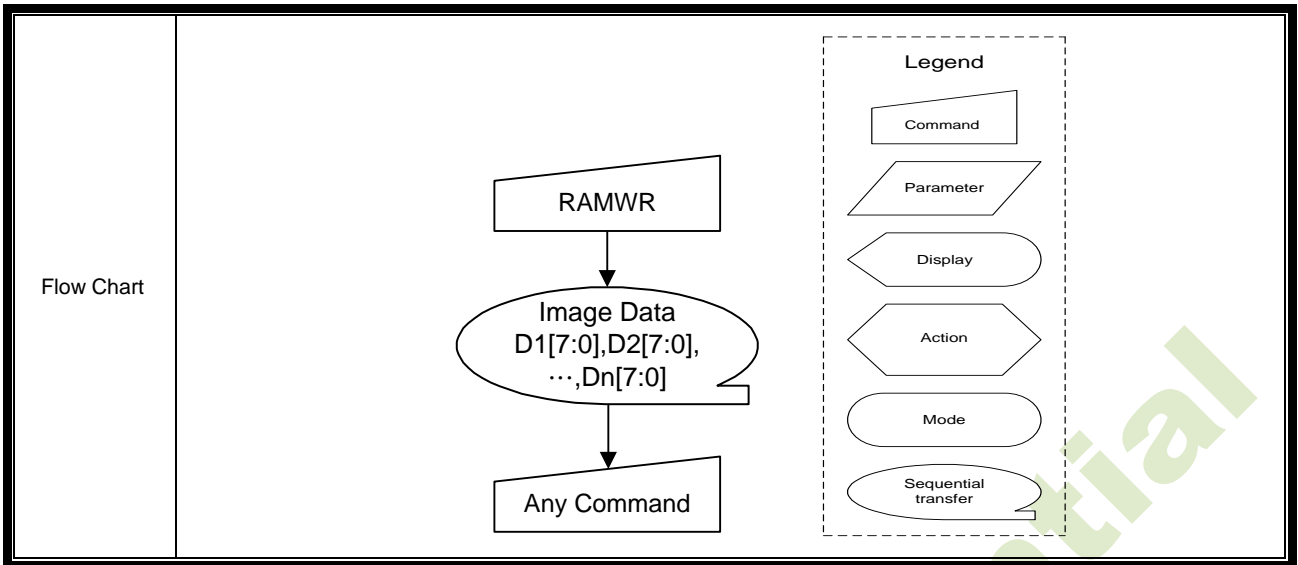 Flow Chart
RAMWR
Image Data
D1[7:0],D2[7:0],
⋯,Dn[7:0]
Any Command
Legend
Command
Parameter
Display
Action
Mode
Sequential
transfer
ntial